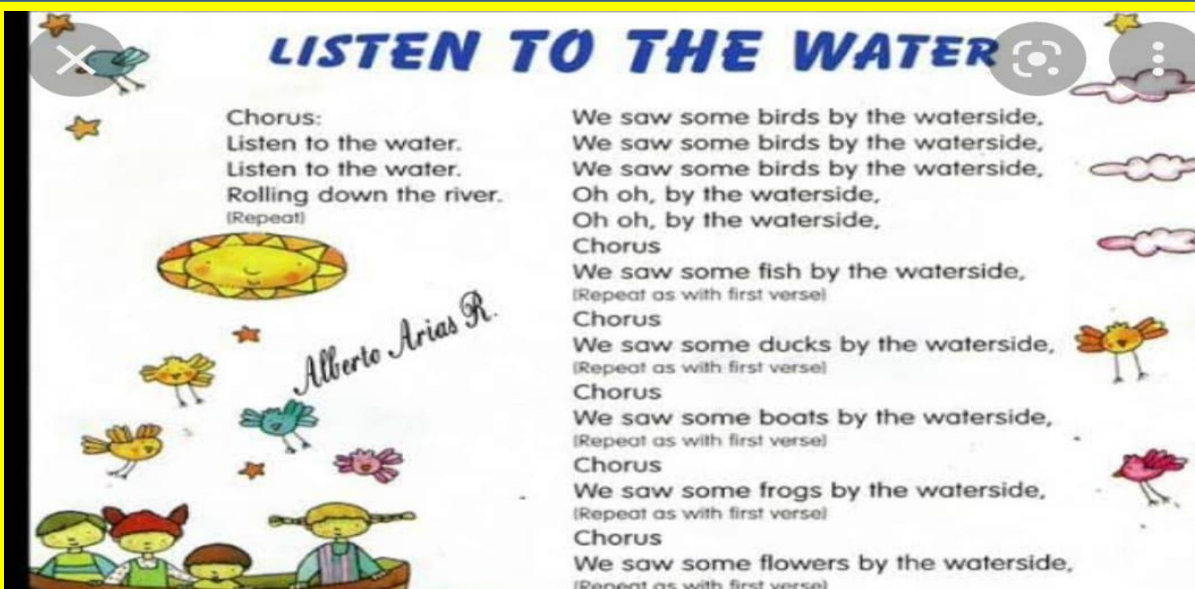 LISTEN TO THE WATER
Chorus:
Listen to the water.
Listen to the water.
Rolling down the river.
(Repeat)
Alberto Arias R.
We saw some birds by the waterside,
We saw some birds by the waterside,
We saw some birds by the waterside,
Oh oh, by the waterside,
Oh oh, by the waterside,
Chorus
We saw some fish by the waterside,
(Repeat as with first verse)
Chorus
We saw some ducks by the waterside,
(Repeat as with first verse)
Chorus
We saw some boats by the waterside,
(Repeat as with first verse)
Chorus
We saw some frogs by the waterside,
(Repeat as with first verse)
Chorus
We saw some flowers by the waterside,
(Repeat as with first verse)